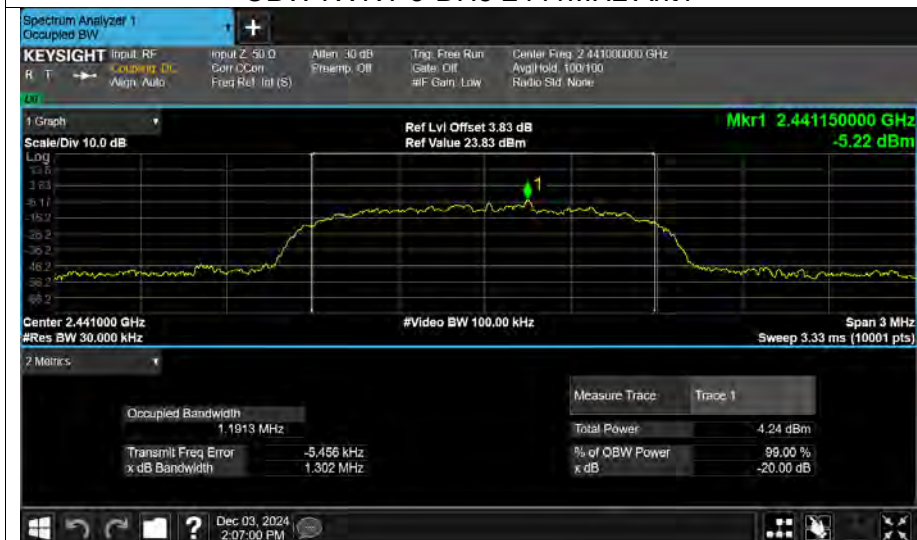 Spectrum Analyzer 1
Occupied BW
KEYSIGHT Input: RF
R T
Coupling: DC
Align: Auto
Input Z: 50 Ω
Corr CCorr
Freq Ref: Int (S)
Atten: 30 dB
Preamp: Off
Trig: Free Run
Gate: Off
#IF Gain: Low
Center Freq: 2.441000000 GHz
Avg|Hold: 100/100
Radio Std: None
1 Graph
Scale/Div 10.0 dB
Log
Ref Lvl Offset 3.83 dB
Ref Value 23.83 dBm
Mkr1 2.441150000 GHz
-5.22 dBm
3.83
-6.17
-16.2
-26.2
-36.2
-46.2
-56.2
-66.2
1
Center 2.441000 GHz
#Res BW 30.000 kHz
#Video BW 100.00 kHz
Span 3 MHz
Sweep 3.33 ms (10001 pts)
2 Metrics
Measure Trace Trace 1
Occupied Bandwidth
1.1913 MHz
Total Power 4.24 dBm
Transmit Freq Error -5.456 kHz
% of OBW Power 99.00 %
x dB Bandwidth 1.302 MHz
x dB -20.00 dB
?
Dec 03, 2024
2:07:00 PM